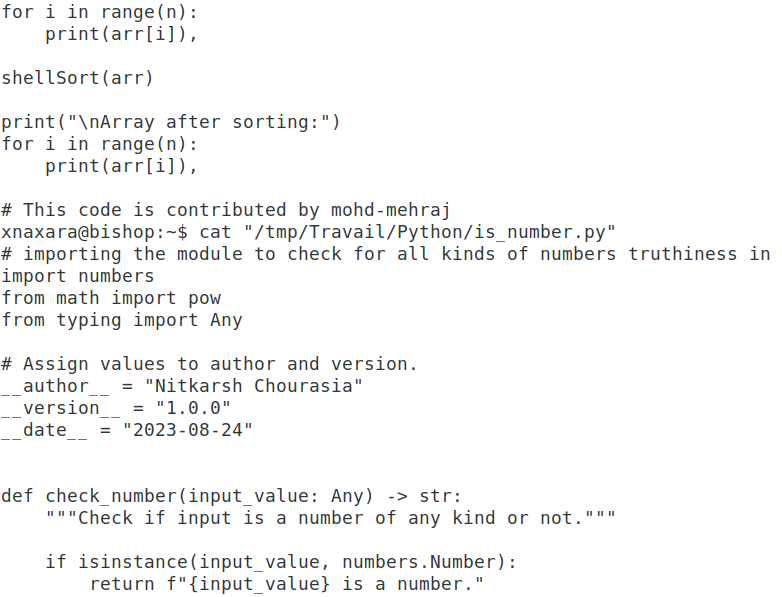 for i in range(n):
    print(arr[i]),

shellSort(arr)

print("\nArray after sorting:")
for i in range(n):
    print(arr[i]),

# This code is contributed by mohd-mehraj
xnaxara@bishop:~$ cat "/tmp/Travail/Python/is_number.py"
# importing the module to check for all kinds of numbers truthiness in
import numbers
from math import pow
from typing import Any

# Assign values to author and version.
__author__ = "Nitkarsh Chourasia"
__version__ = "1.0.0"
__date__ = "2023-08-24"


def check_number(input_value: Any) -> str:
    """Check if input is a number of any kind or not."""

    if isinstance(input_value, numbers.Number):
        return f"{input_value} is a number."